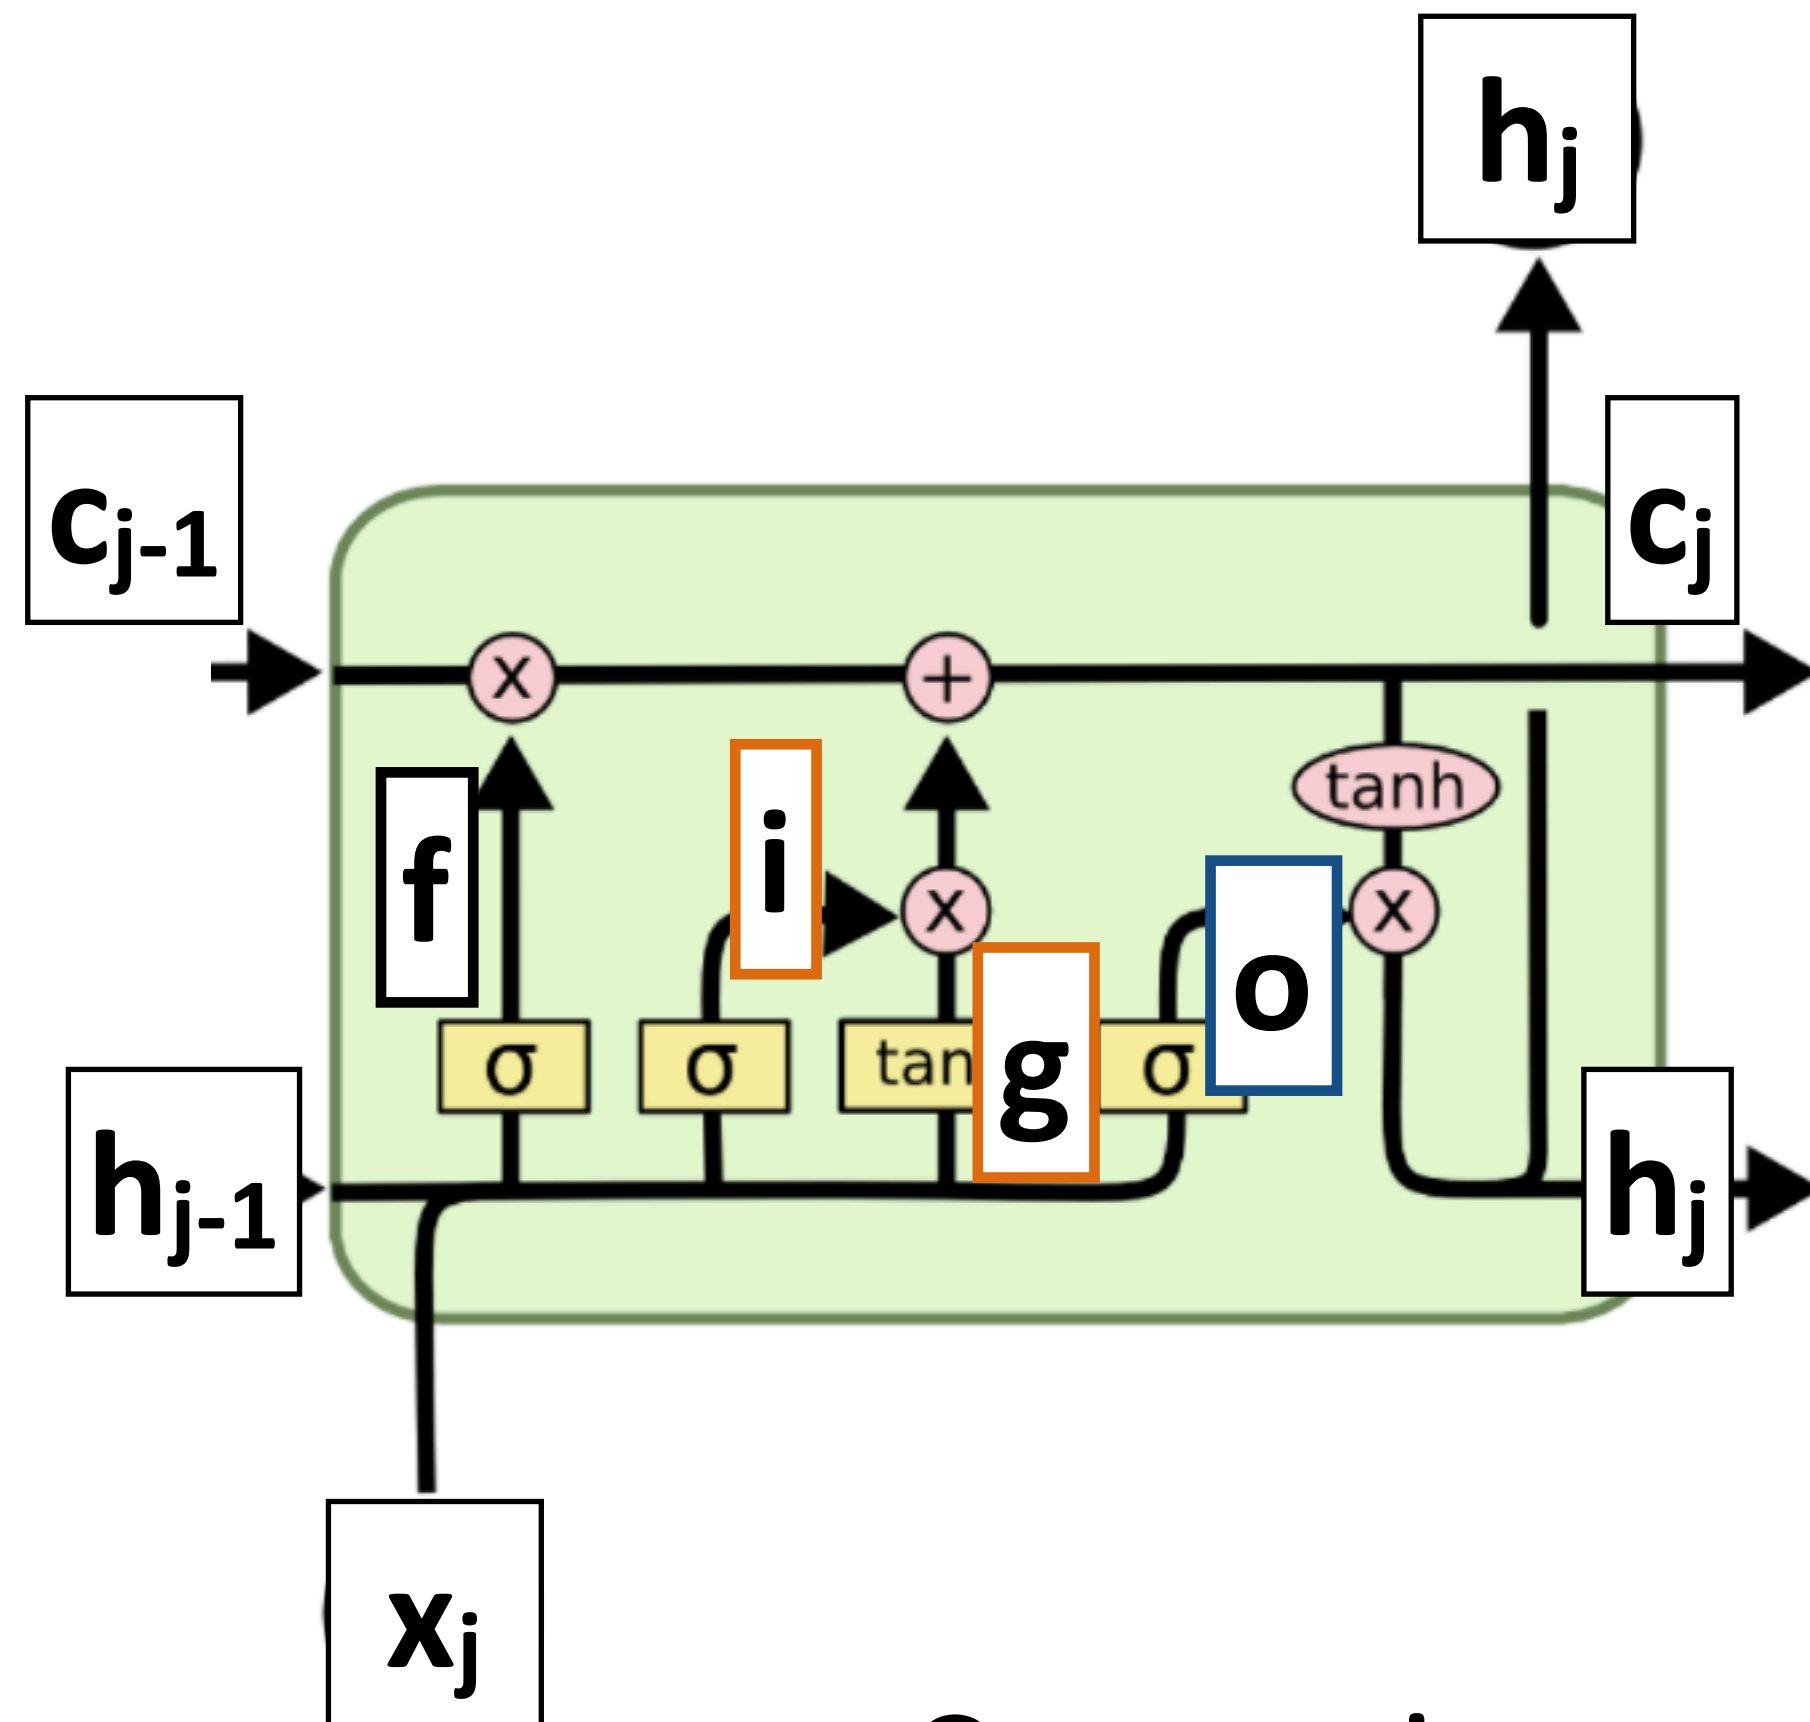 hj
cj-1
cj
x
+
tanh
f
i
x
x
o
g
σ
σ
tan
σ
hj-1
hj
xj